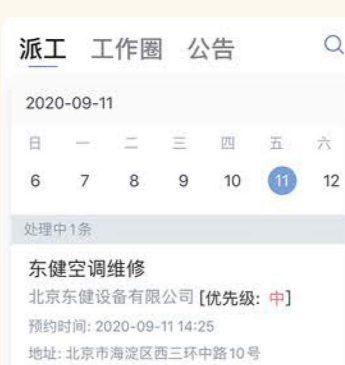 派工 工作圈 公告
2020-09-11
日 一 二 三 四 五 六
6 7 8 9 10 11 12
处理中1条
东健空调维修
北京东健设备有限公司 [优先级: 中]
预约时间: 2020-09-11 14:25
地址: 北京市海淀区西三环中路10号